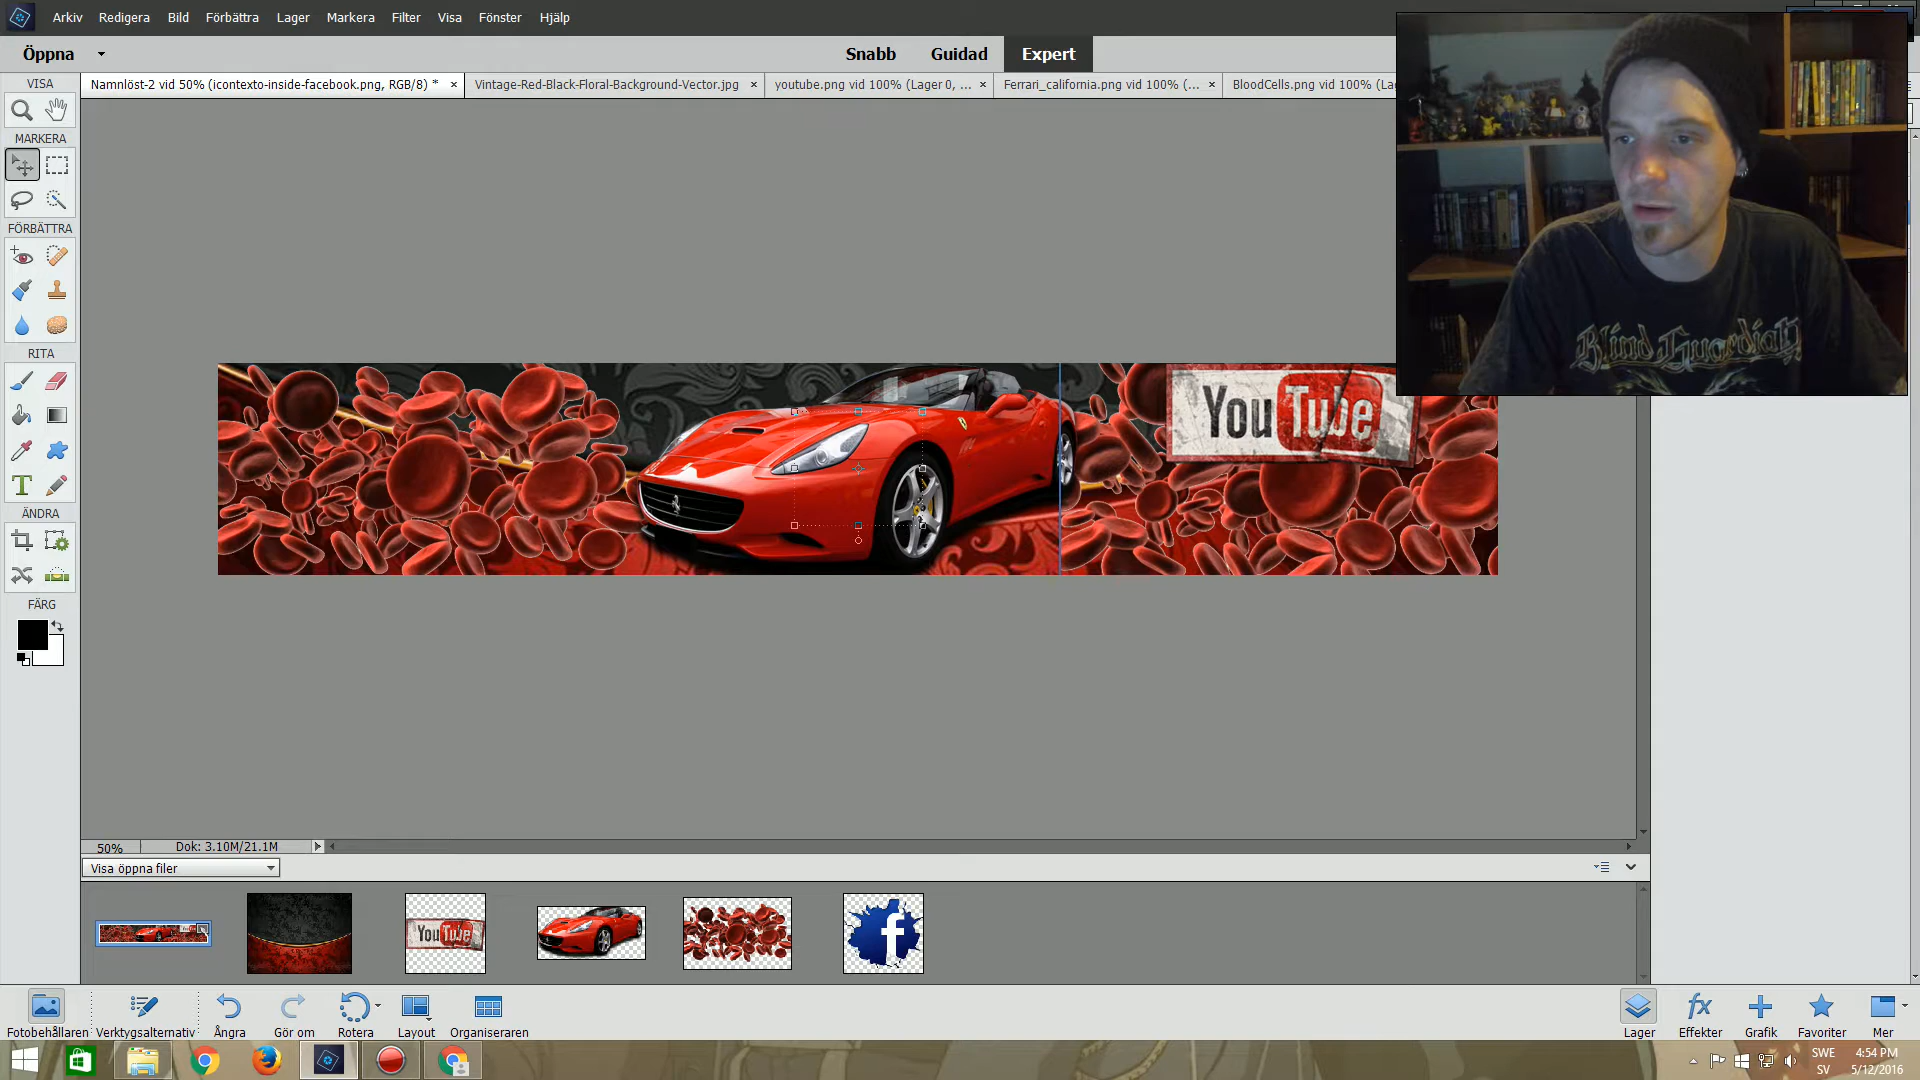 Arkiv Redigera Bild Förbättra Lager Markera Filter Visa Fönster Hjälp
Öppna Snabb Guidad Expert
Namnlöst-2 vid 50% (icontexto-inside-facebook.png, RGB/8) * Vintage-Red-Black-Floral-Background-Vector.jpg youtube.png vid 100% (Lager 0, ... Ferrari_california.png vid 100% (... BloodCells.png vid 100% (La
VISA
MARKERA
FÖRBÄTTRA
RITA
ÄNDRA
FÄRG
YouTube
Blind Guardian
50% Dok: 3.10M/21.1M
Visa öppna filer
YouTube
f
Fotobehållaren Verktygsalternativ Ångra Gör om Rotera Layout Organiseraren Lager Effekter Grafik Favoriter Mer
SWE 4:54 PM
SV 5/12/2016